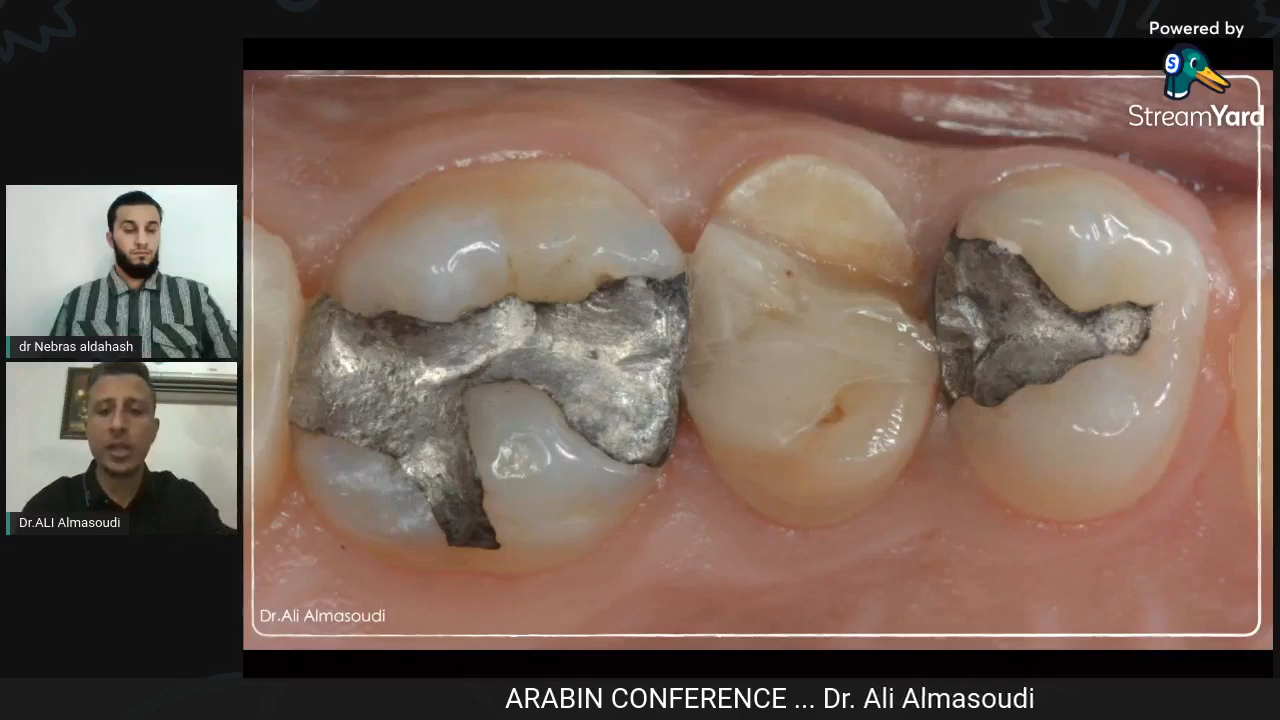 Powered by
S
StreamYard
dr Nebras aldahash
Dr.ALI Almasoudi
Dr.Ali Almasoudi
ARABIN CONFERENCE ... Dr. Ali Almasoudi